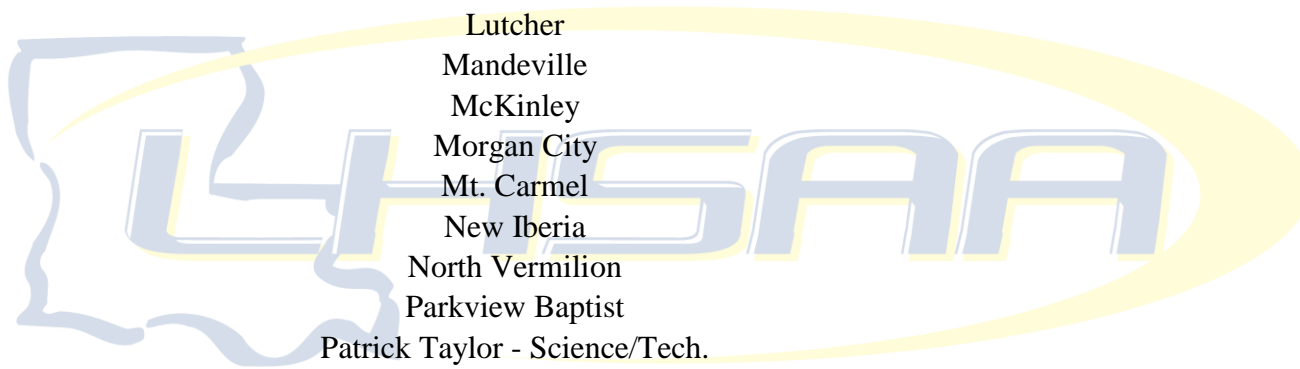 Lutcher
Mandeville
McKinley
Morgan City
Mt. Carmel
New Iberia
North Vermilion
Parkview Baptist
Patrick Taylor - Science/Tech.
LHSAA